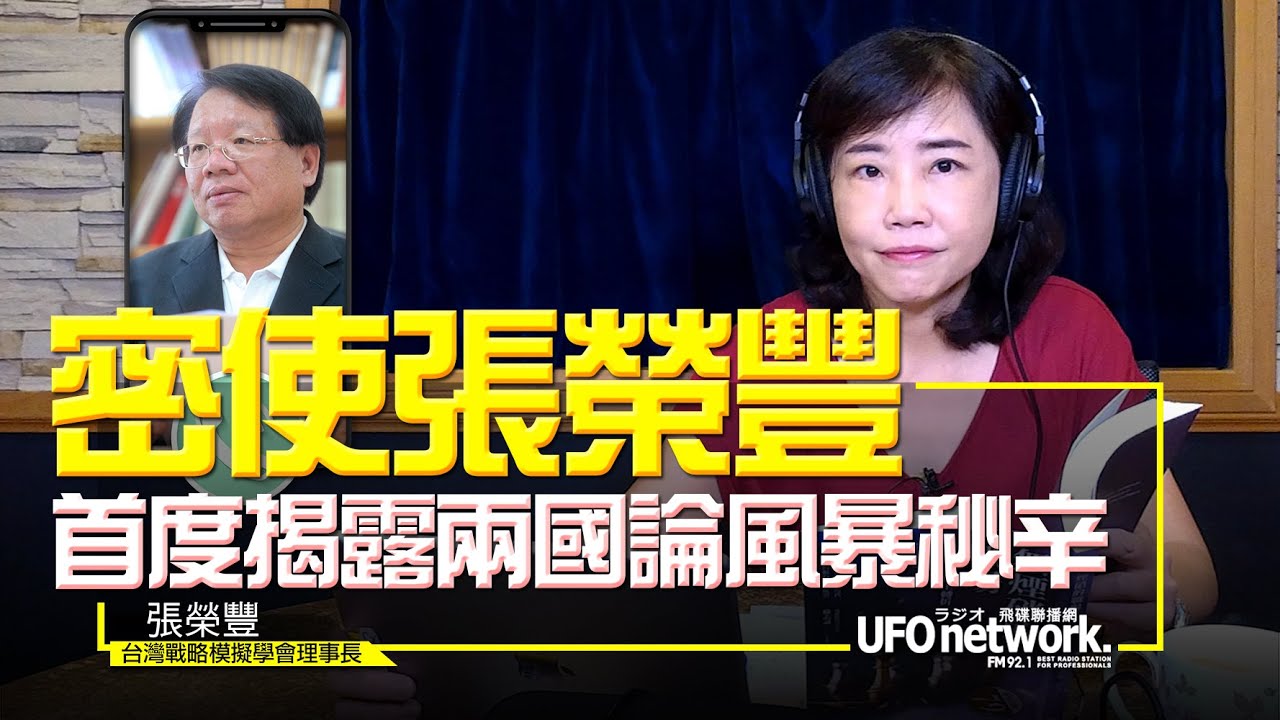 密使張榮豐
首度揭露兩國論風暴秘辛
張榮豐
台灣戰略模擬學會理事長
ラジオ 飛碟聯播網
UFO network.
FM 92.1 BEST RADIO STATION
FOR PROFESSIONALS